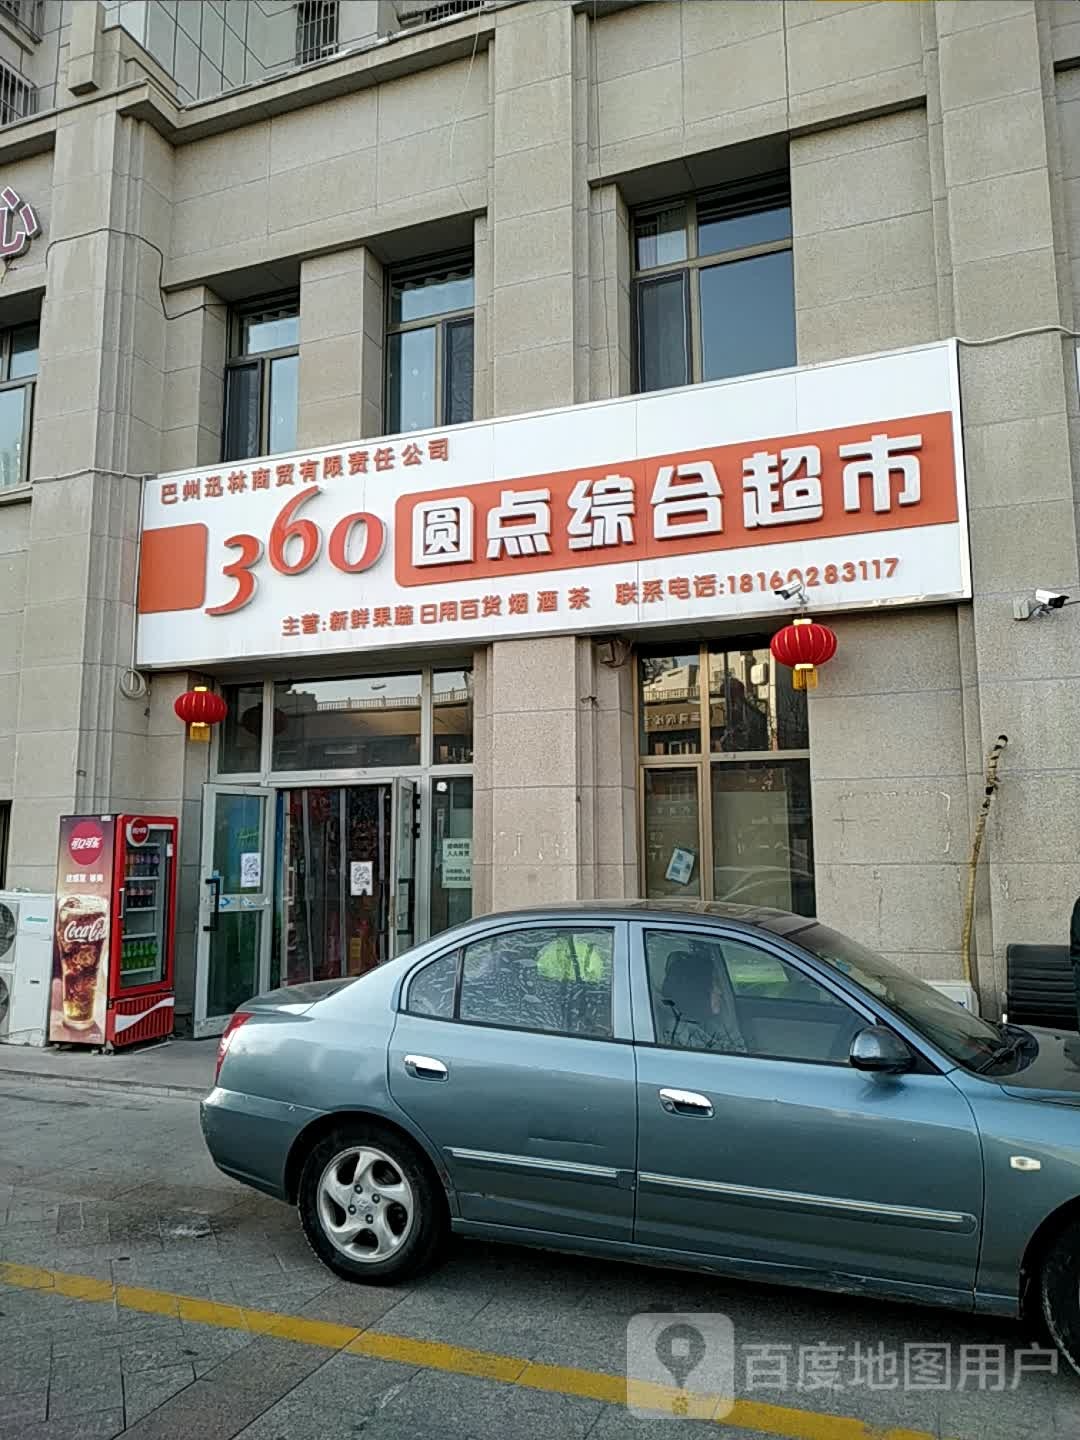 心
巴州迅林商贸有限责任公司
360 圆点综合超市
主营:新鲜果蔬 日用百货 烟 酒 茶 联系电话:18160283117
可口可乐
Coca-Cola
百度地图用户